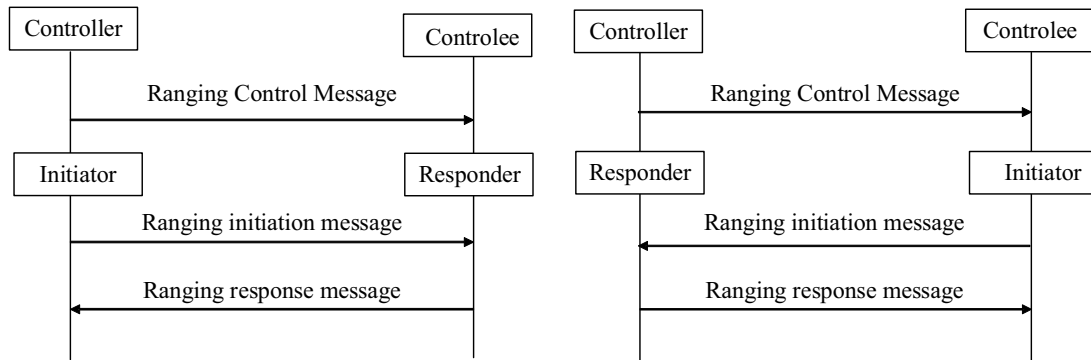 Controller
Controlee
Ranging Control Message
Initiator
Responder
Ranging initiation message
Ranging response message
Controller
Controlee
Ranging Control Message
Responder
Initiator
Ranging initiation message
Ranging response message